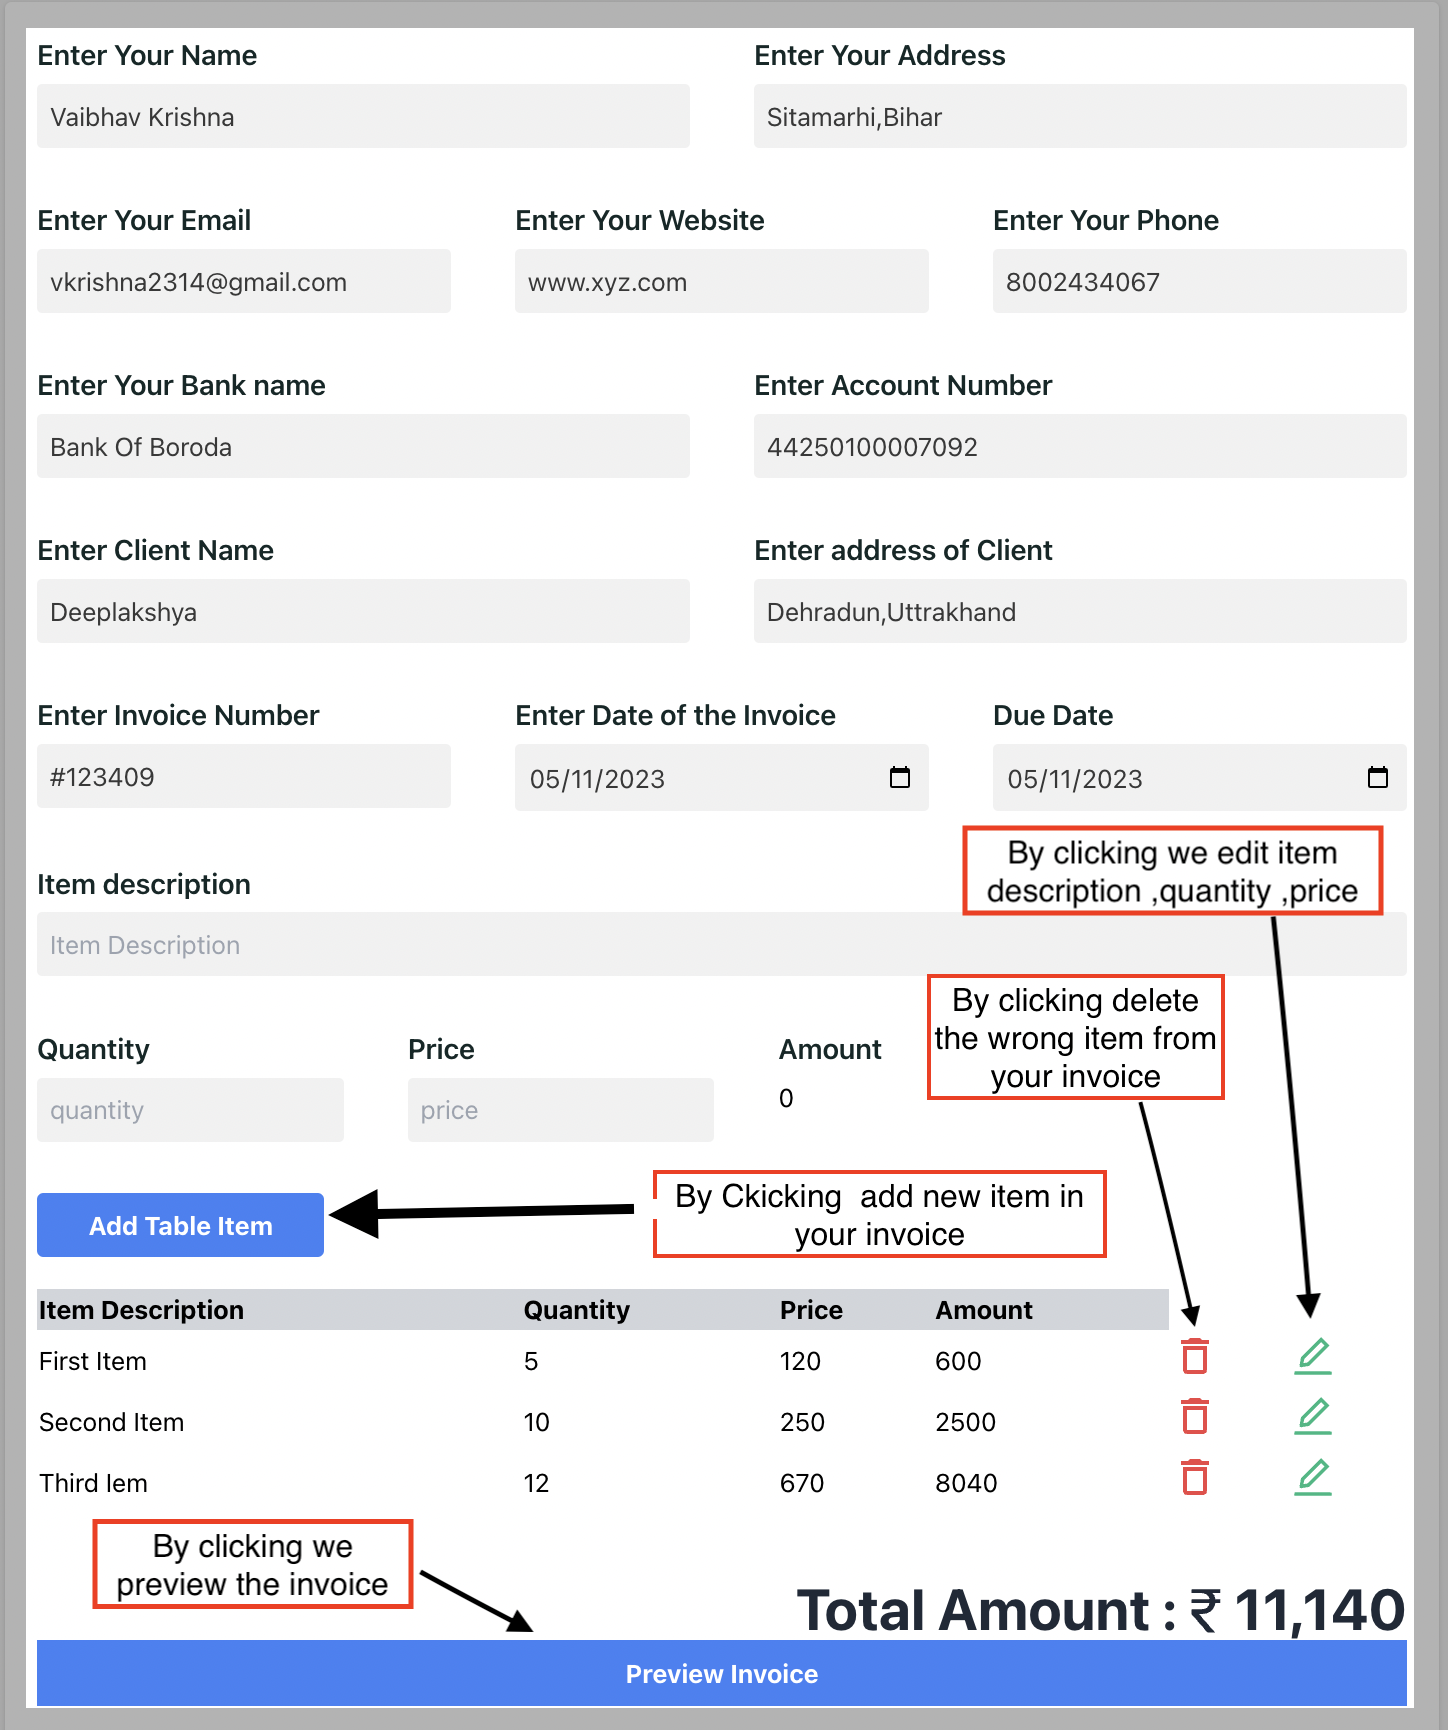 Enter Your Name
Enter Your Address
Vaibhav Krishna
Sitamarhi,Bihar
Enter Your Email
Enter Your Website
Enter Your Phone
vkrishna2314@gmail.com
www.xyz.com
8002434067
Enter Your Bank name
Enter Account Number
Bank Of Boroda
44250100007092
Enter Client Name
Enter address of Client
Deeplakshya
Dehradun,Uttrakhand
Enter Invoice Number
Enter Date of the Invoice
Due Date
#123409
05/11/2023
05/11/2023
By clicking we edit item
description ,quantity ,price
Item description
Item Description
By clicking delete
the wrong item from
your invoice
Quantity
Price
Amount
quantity
price
0
By Ckicking  add new item in
your invoice
Add Table Item
Item Description Quantity Price Amount
First Item 5 120 600
Second Item 10 250 2500
Third Iem 12 670 8040
By clicking we
preview the invoice
Total Amount : ₹ 11,140
Preview Invoice